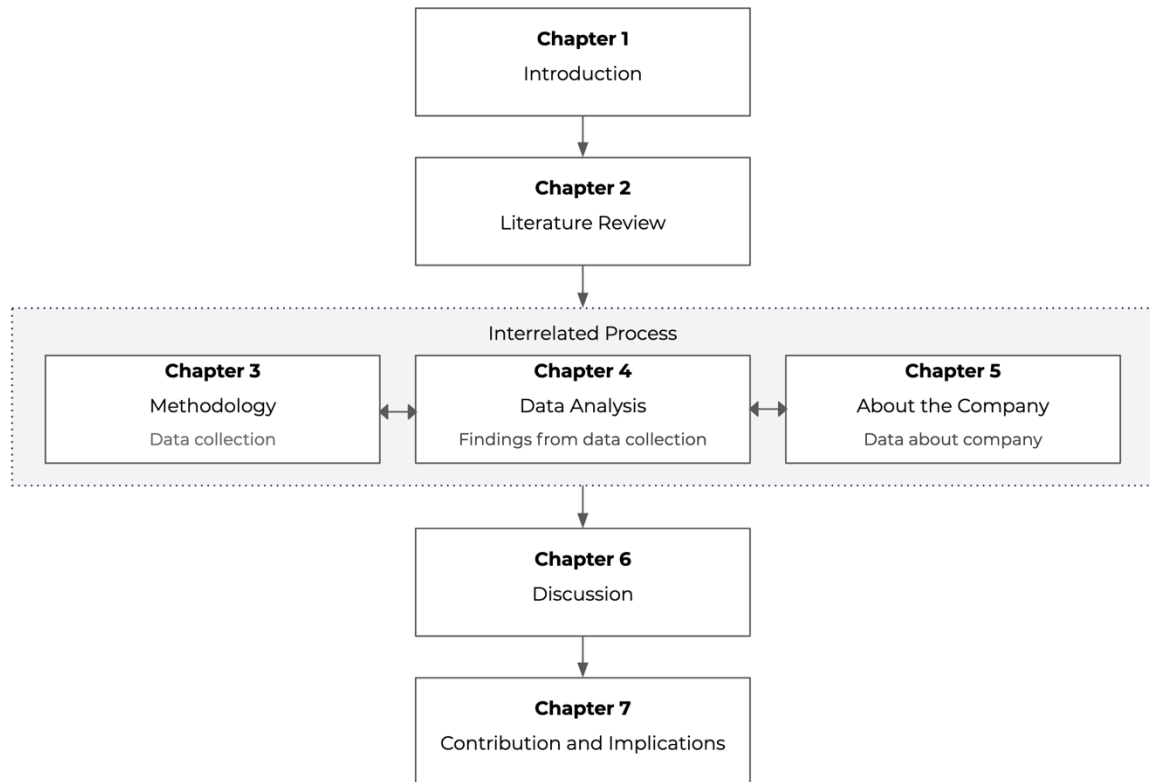 Chapter 1
Introduction
Chapter 2
Literature Review
Interrelated Process
Chapter 3
Methodology
Data collection
Chapter 4
Data Analysis
Findings from data collection
Chapter 5
About the Company
Data about company
Chapter 6
Discussion
Chapter 7
Contribution and Implications